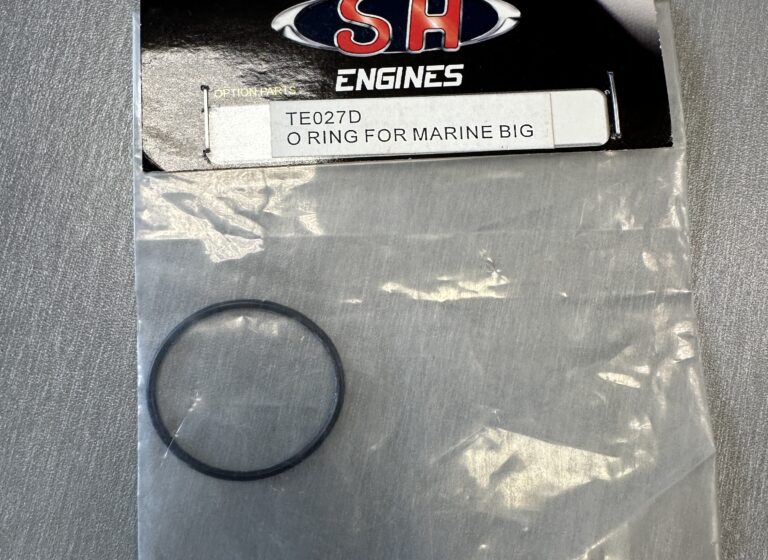 SH
ENGINES
OPTION PARTS
TE027D
O RING FOR MARINE BIG